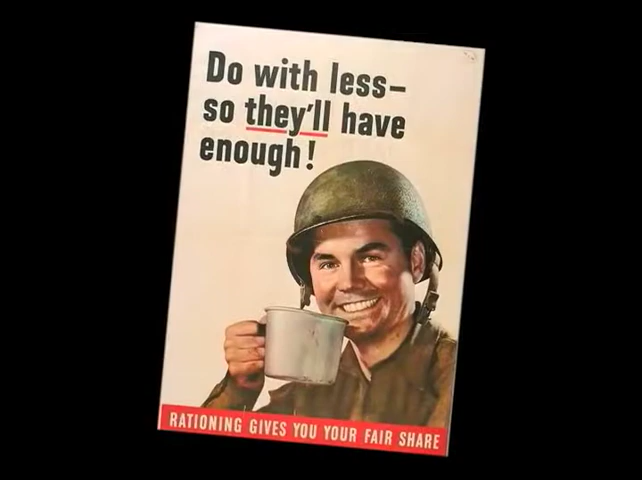 Do with less–
so they'll have
enough!
RATIONING GIVES YOU YOUR FAIR SHARE